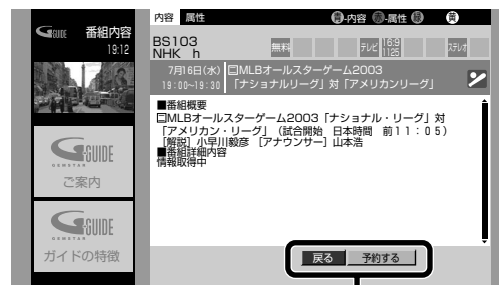 GGUIDE 番組内容
19:12
内容 属性 青-内容 赤-属性 緑 黄
BS103
NHK h
無料 テレビ 16:9 1125 ステレオ
7月16日(水) MLBオールスターゲーム2003
19:00~19:30 「ナショナルリーグ」対「アメリカンリーグ」
■番組概要
MLBオールスターゲーム2003「ナショナル・リーグ」対
「アメリカン・リーグ」(試合開始 日本時間 前11:05)
[解説]小早川毅彦 [アナウンサー]山本浩
■番組詳細内容
情報取得中
GGUIDE
GEMSTAR
ご案内
GGUIDE
GEMSTAR
ガイドの特徴
戻る 予約する